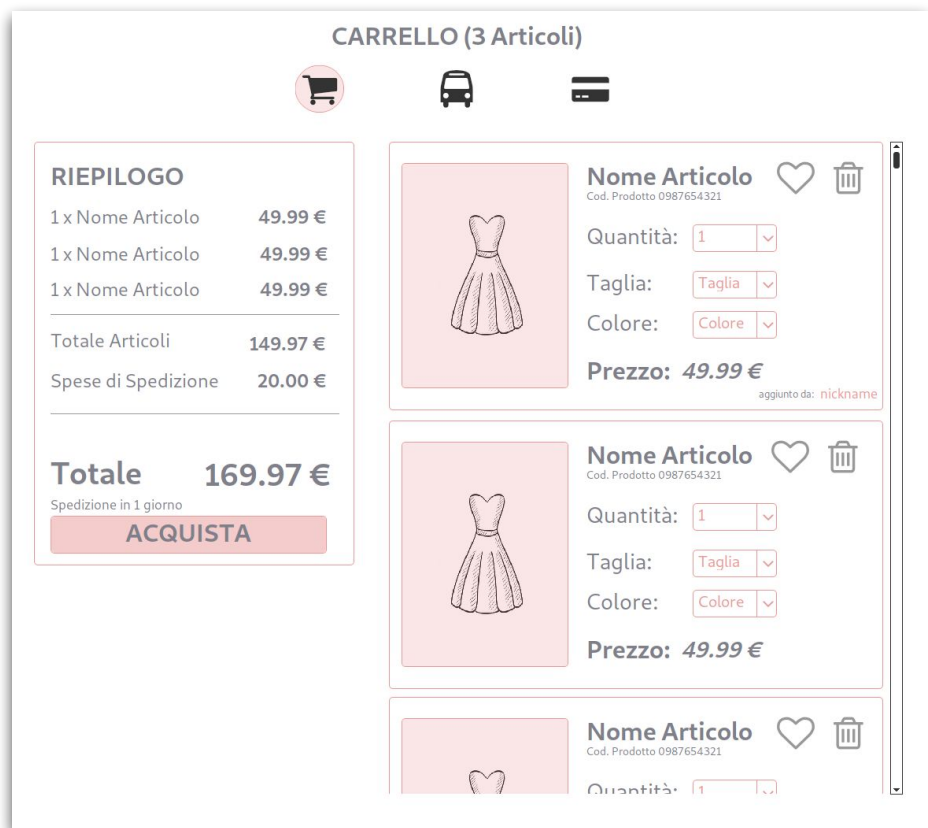 CARRELLO (3 Articoli)
RIEPILOGO
1 x Nome Articolo 49.99 €
1 x Nome Articolo 49.99 €
1 x Nome Articolo 49.99 €
Totale Articoli 149.97 €
Spese di Spedizione 20.00 €
Totale 169.97 €
Spedizione in 1 giorno
ACQUISTA
Nome Articolo
Cod. Prodotto 0987654321
Quantità: 1
Taglia: Taglia
Colore: Colore
Prezzo: 49.99 €
aggiunto da: nickname
Nome Articolo
Cod. Prodotto 0987654321
Quantità: 1
Taglia: Taglia
Colore: Colore
Prezzo: 49.99 €
Nome Articolo
Cod. Prodotto 0987654321
Quantità: 1